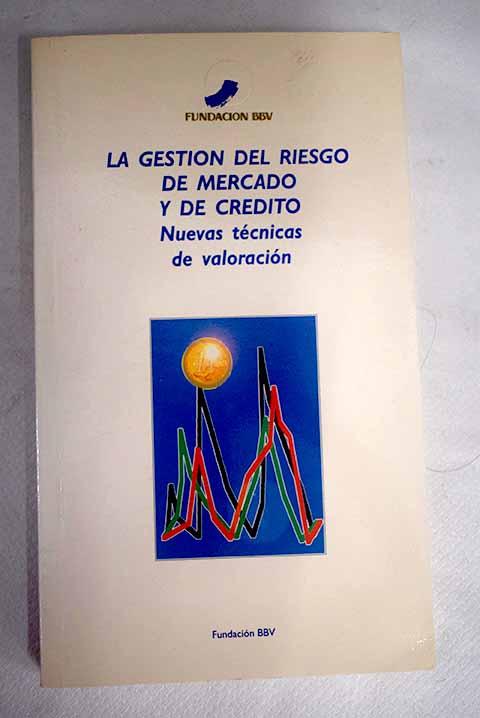 FUNDACION BBV
LA GESTION DEL RIESGO
DE MERCADO
Y DE CREDITO
Nuevas técnicas
de valoración
Fundación BBV